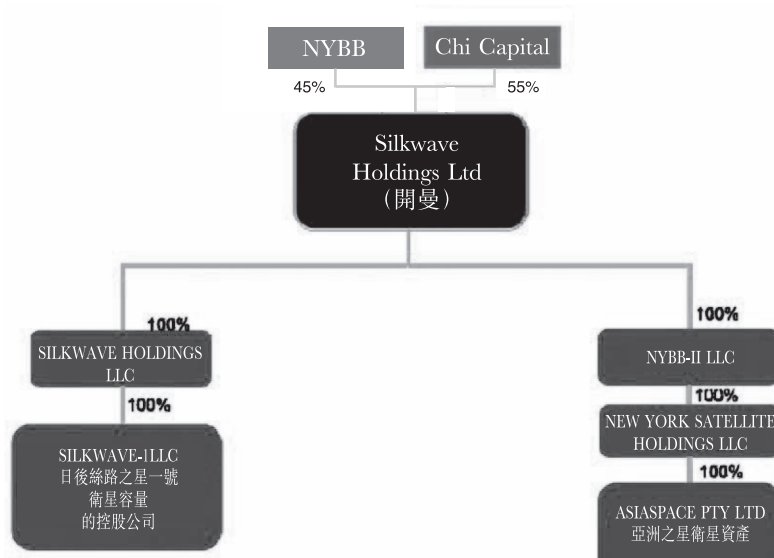 NYBB
Chi Capital
45%
55%
Silkwave
Holdings Ltd
(開曼)
100%
SILKWAVE HOLDINGS
LLC
100%
SILKWAVE-1LLC
日後絲路之星一號
衛星容量
的控股公司
100%
NYBB-II LLC
100%
NEW YORK SATELLITE
HOLDINGS LLC
100%
ASIASPACE PTY LTD
亞洲之星衛星資產